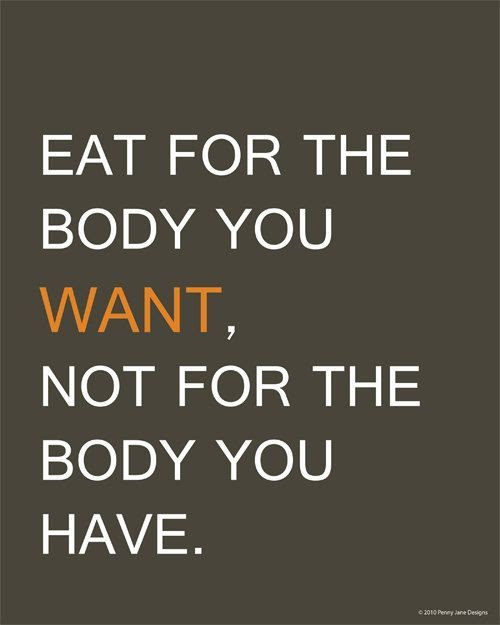 EAT FOR THE
BODY YOU
WANT,
NOT FOR THE
BODY YOU
HAVE.
© 2010 Penny Jane Designs